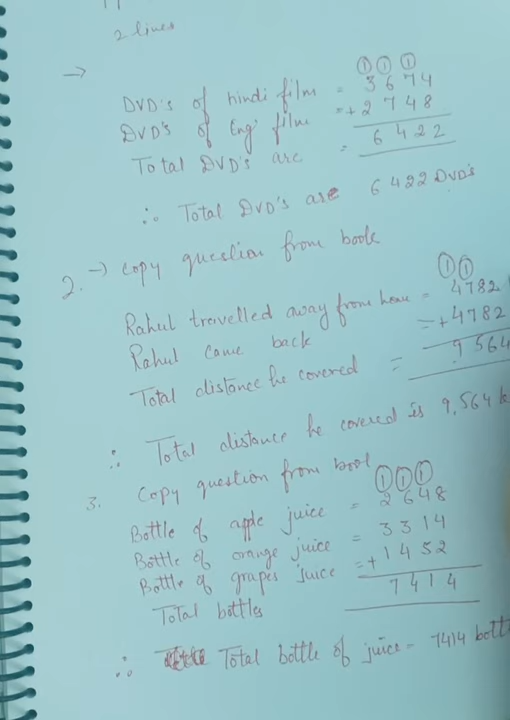 2 lines
→ ① ① ①
DVD's of hindi film = 3674
DVD's of Eng' film = +2748
Total DVD's are = 6422
∴ Total DVD's are 6422 DVD's
2. → Copy question from book
① ①
Rahul travelled away from home = 4782
Rahul came back = +4782
Total distance he covered = 9564
∴ Total distance he covered is 9,564 k
3. Copy question from book
① ① ①
Bottle of apple juice = 2648
Bottle of orange juice = 3314
Bottle of grapes juice = +1452
Total bottles 7414
∴ Total bottle of juice = 7414 bottl